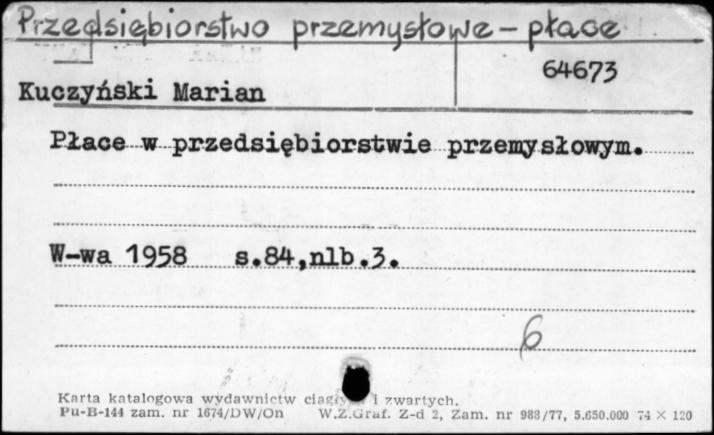 Przedsiębiorstwo przemysłowe – płace
64673
Kuczyński Marian
Płace w przedsiębiorstwie przemysłowym.
W-wa 1958 s.84,nlb.3.
6
Karta katalogowa wydawnictw ciągłych i zwartych.
Pu-B-144 zam. nr 1674/DW/On W.Z.Graf. Z-d 2, Zam. nr 988/77, 5.650.000 74 × 120